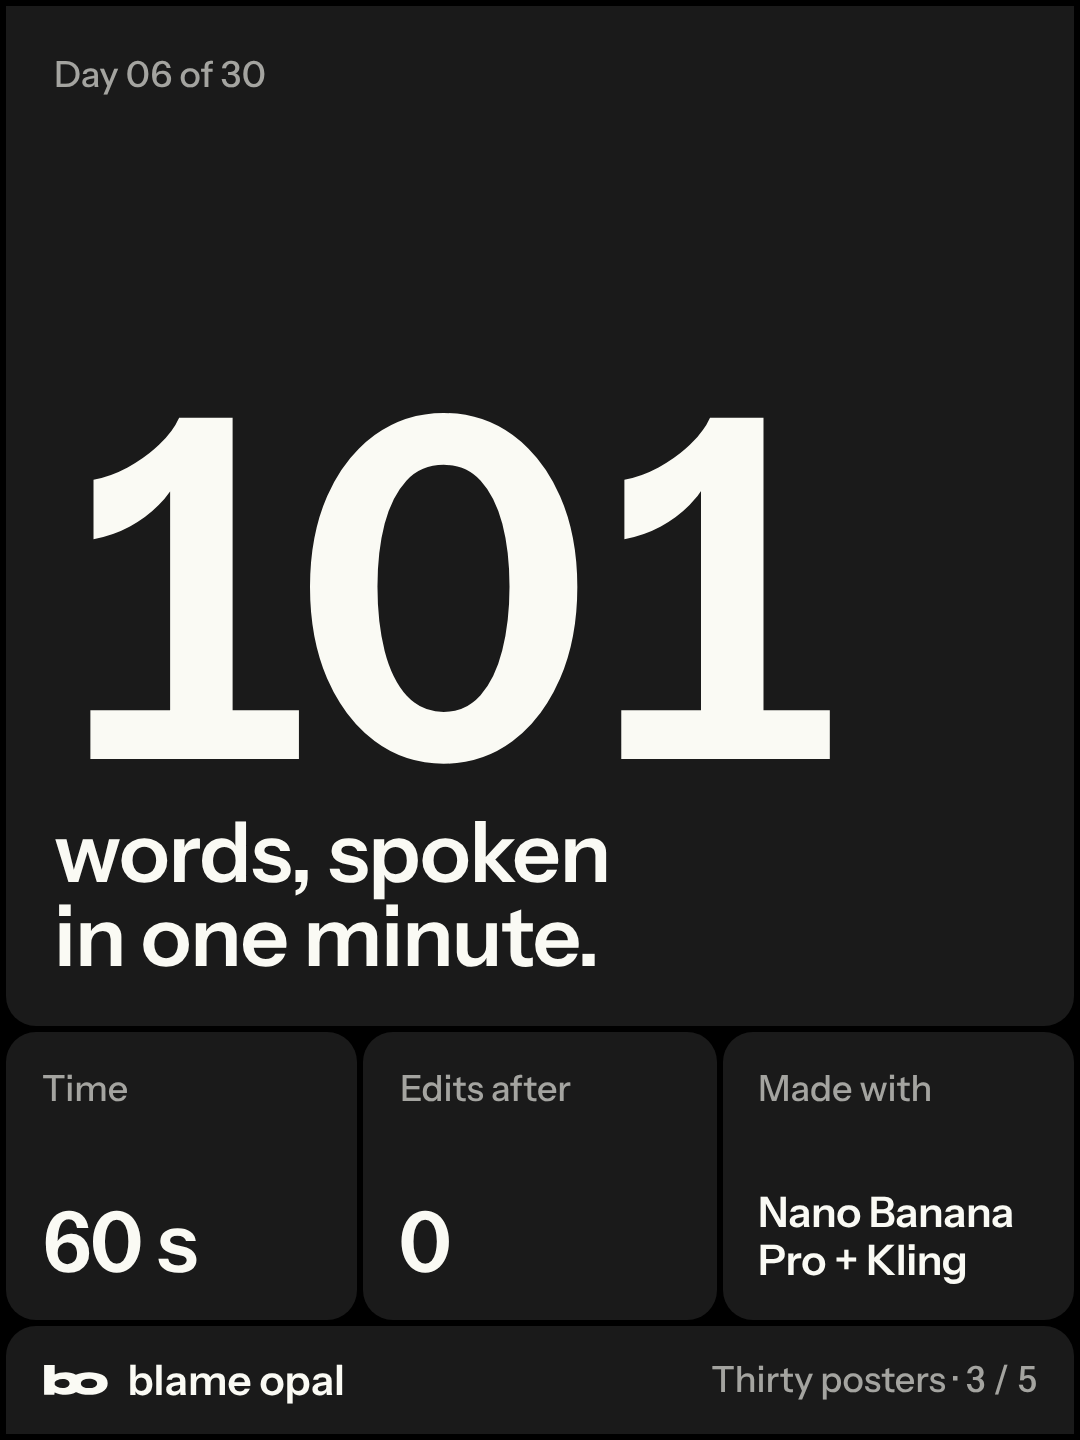 Day 06 of 30
101
words, spoken
in one minute.
Time
60 s
Edits after
0
Made with
Nano Banana
Pro + Kling
bo blame opal
Thirty posters · 3 / 5